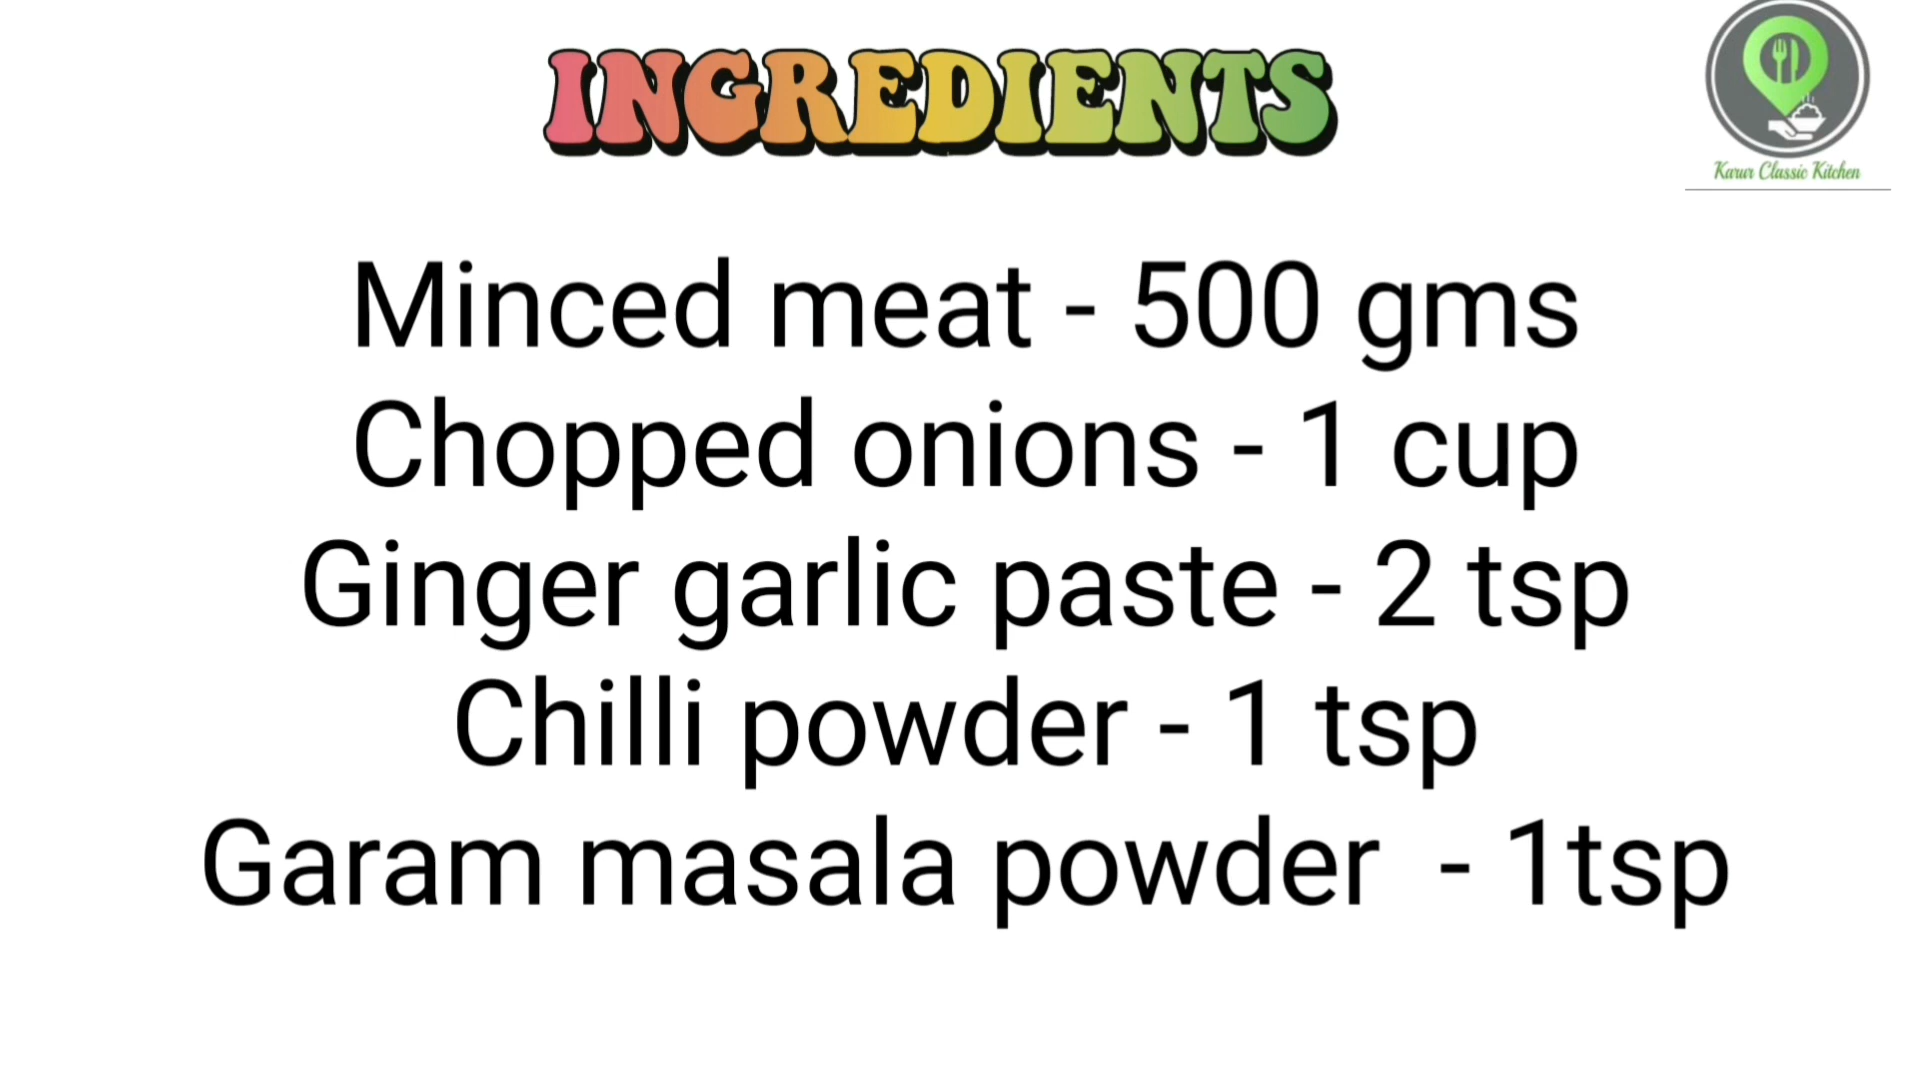 INGREDIENTS
Karur Classic Kitchen
Minced meat - 500 gms
Chopped onions - 1 cup
Ginger garlic paste - 2 tsp
Chilli powder - 1 tsp
Garam masala powder  - 1tsp